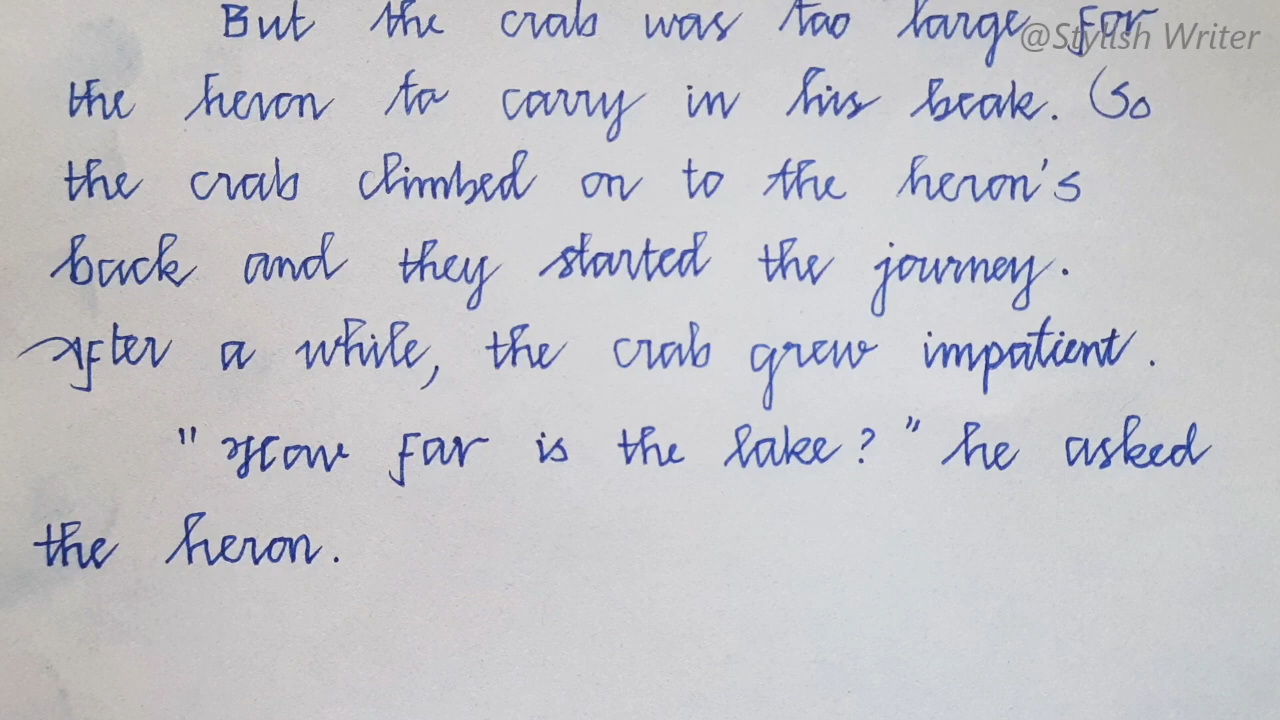 But the crab was too large for
@Stylish Writer
the heron to carry in his beak. So
the crab climbed on to the heron's
back and they started the journey.
After a while, the crab grew impatient.
"How far is the lake?" he asked
the heron.